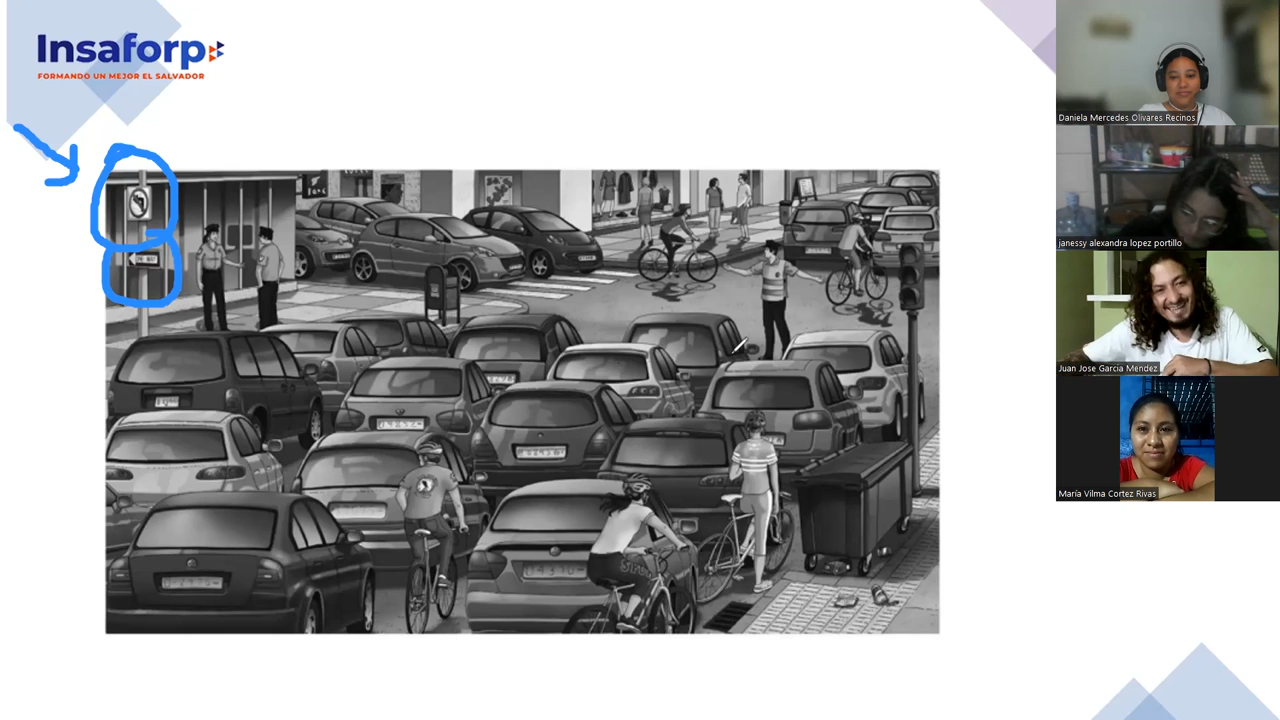 Insaforp
FORMANDO UN MEJOR EL SALVADOR
Daniela Mercedes Olivares Recinos
janessy alexandra lopez portillo
Juan Jose Garcia Mendez
María Vilma Cortez Rivas